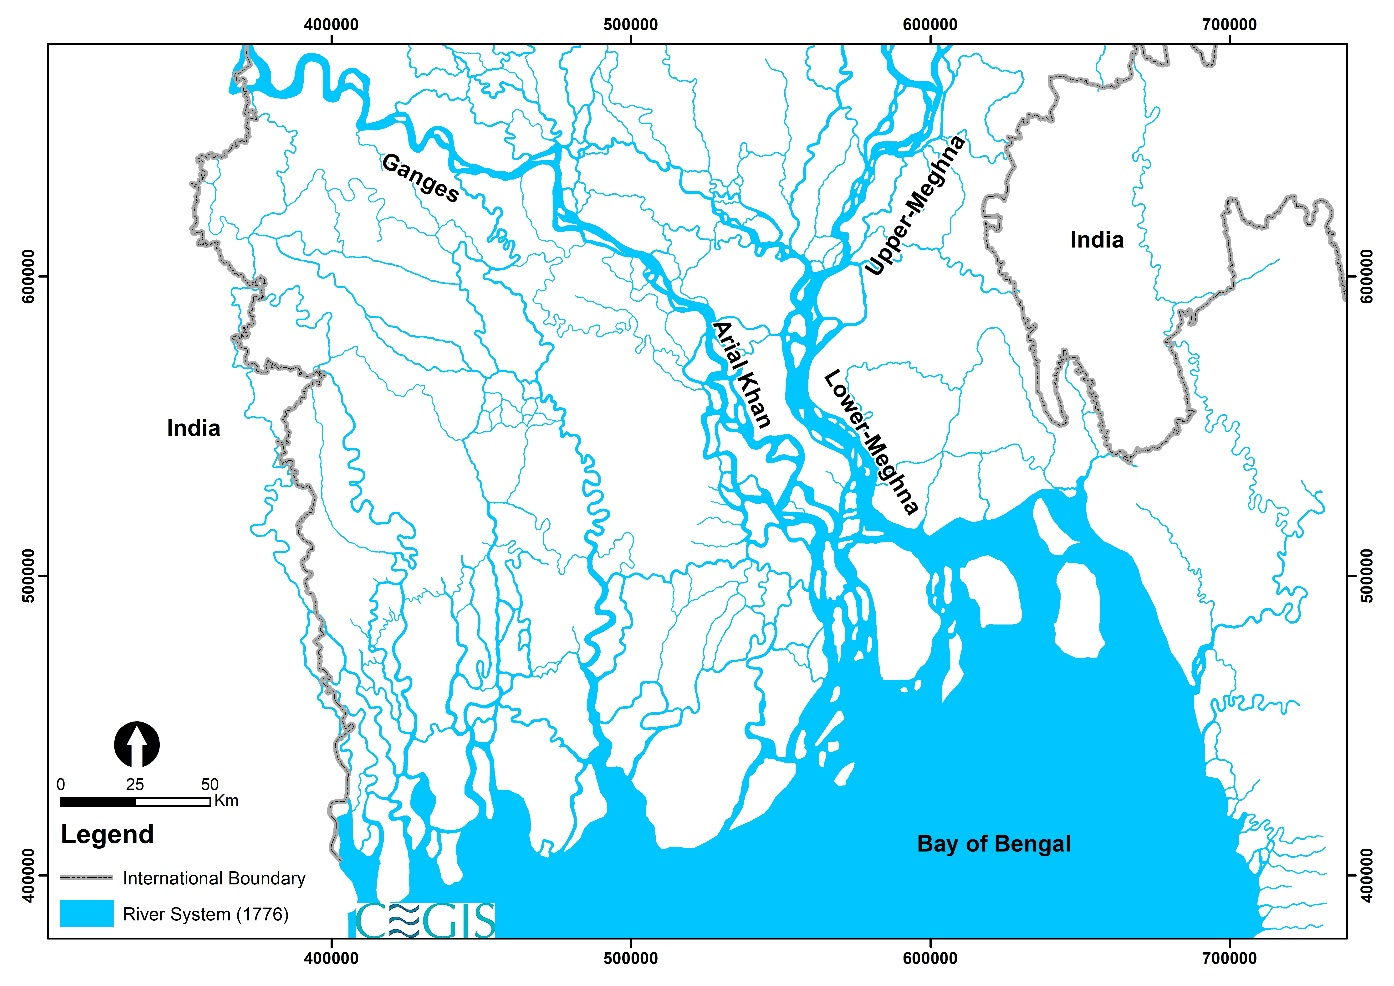 400000
500000
600000
700000
600000
600000
500000
500000
400000
400000
Ganges
Upper-Meghna
India
Arial Khan
Lower-Meghna
India
0 25 50
Km
Legend
International Boundary
River System (1776)
Bay of Bengal
CEGIS
400000
500000
600000
700000